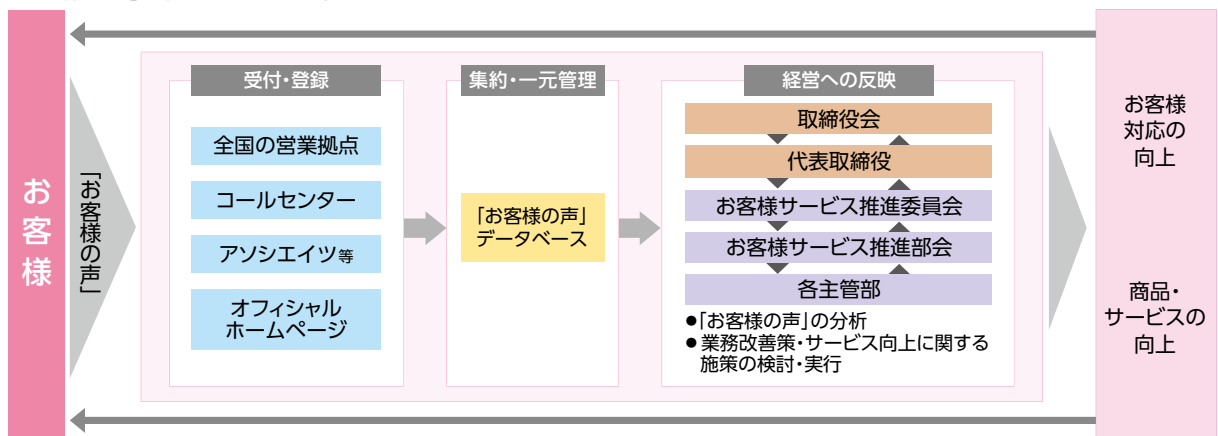 お客様
「お客様の声」
受付・登録
全国の営業拠点
コールセンター
アソシエイツ等
オフィシャル
ホームページ
集約・一元管理
「お客様の声」
データベース
経営への反映
取締役会
代表取締役
お客様サービス推進委員会
お客様サービス推進部会
各主管部
●「お客様の声」の分析
●業務改善策・サービス向上に関する
施策の検討・実行
お客様
対応の
向上
商品・
サービスの
向上